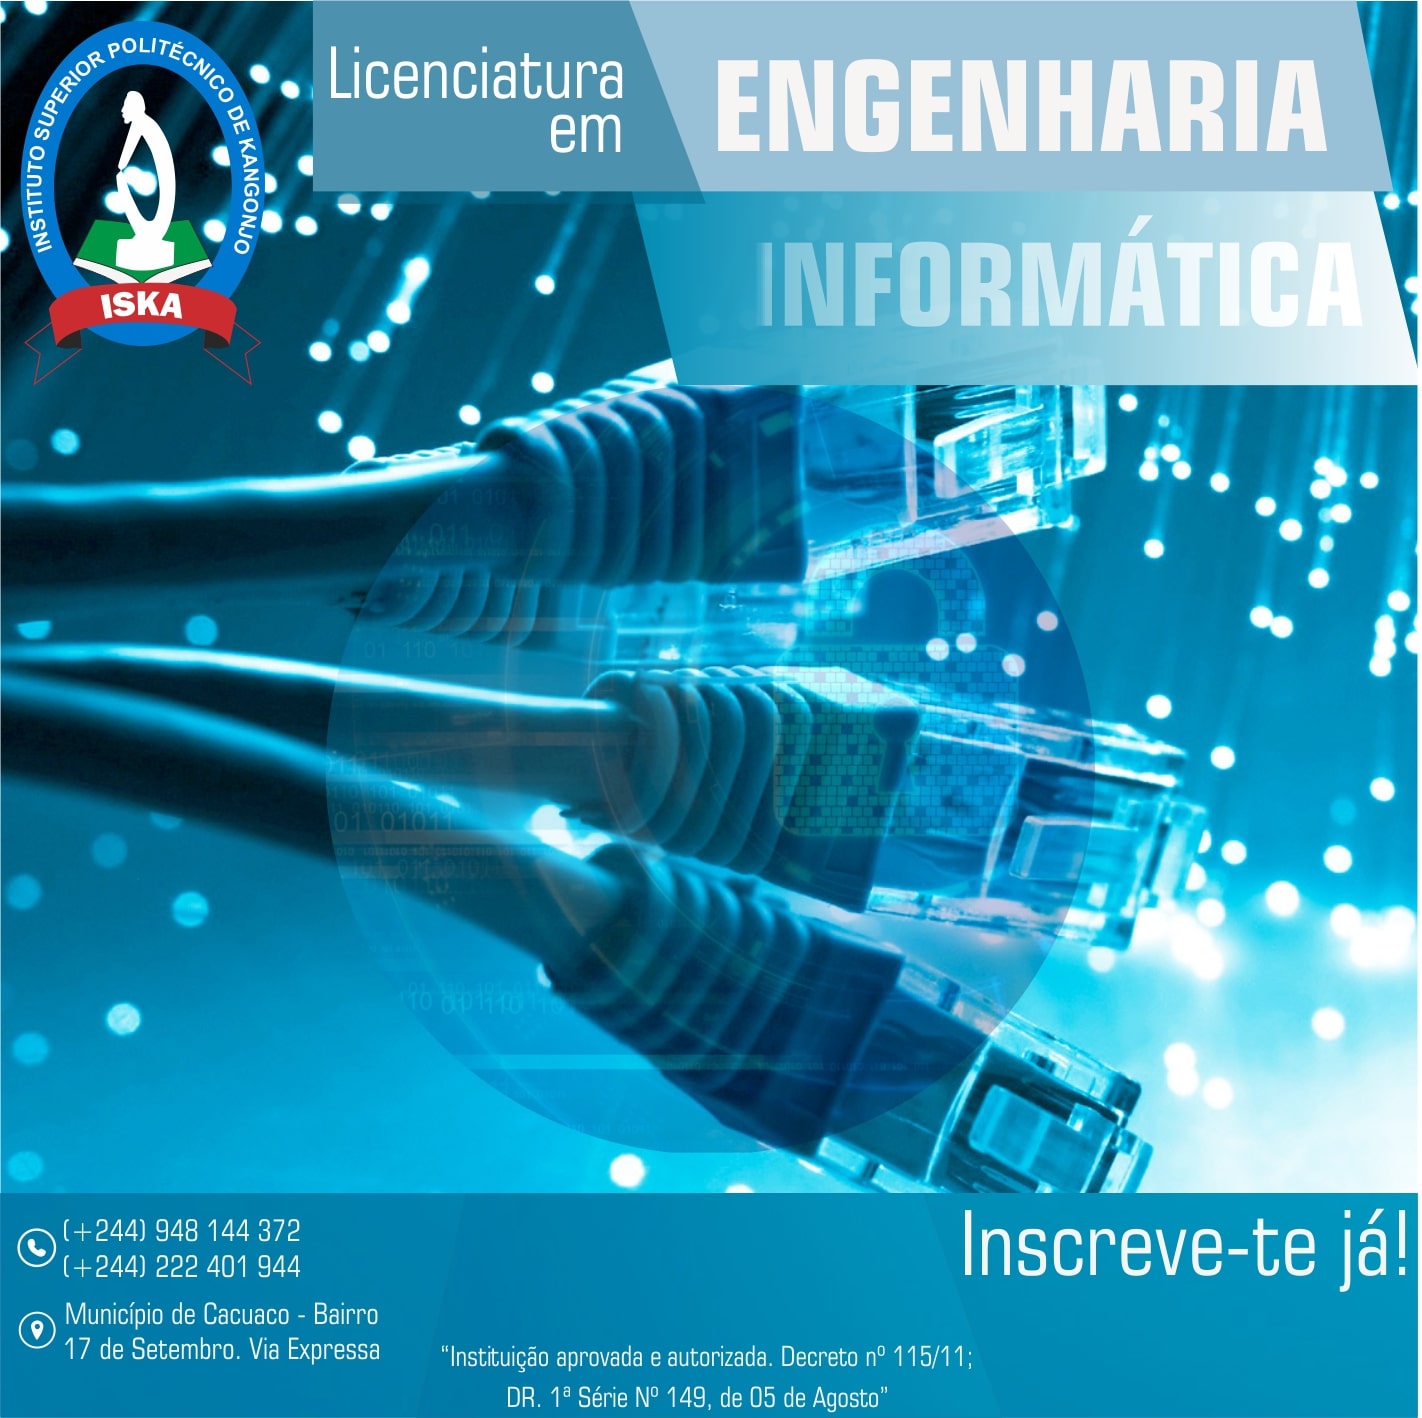 INSTITUTO SUPERIOR POLITÉCNICO DE KANGONJO
ISKA
Licenciatura
em
ENGENHARIA
INFORMÁTICA
(+244) 948 144 372
(+244) 222 401 944
Município de Cacuaco - Bairro
17 de Setembro. Via Expressa
Inscreve-te já!
“Instituição aprovada e autorizada. Decreto nº 115/11;
DR. 1ª Série Nº 149, de 05 de Agosto”